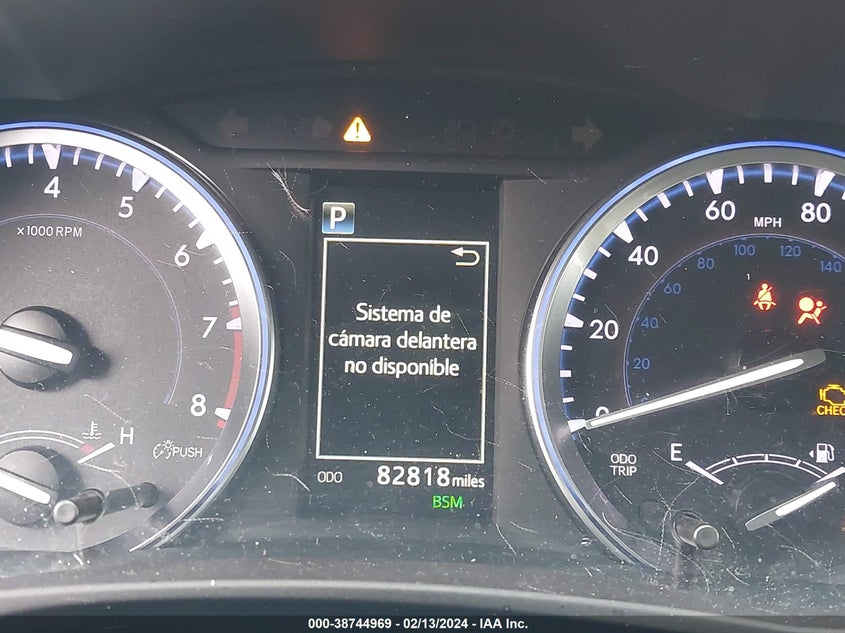 4
5
x1000 RPM
6
7
8
H
PUSH
P
Sistema de
cámara delantera
no disponible
ODO 82818 miles
BSM
60 MPH 80
40
20
100 120
80 140
60
40
20
1
CHECK
ODO
TRIP
E
000-38744969 - 02/13/2024 - IAA Inc.